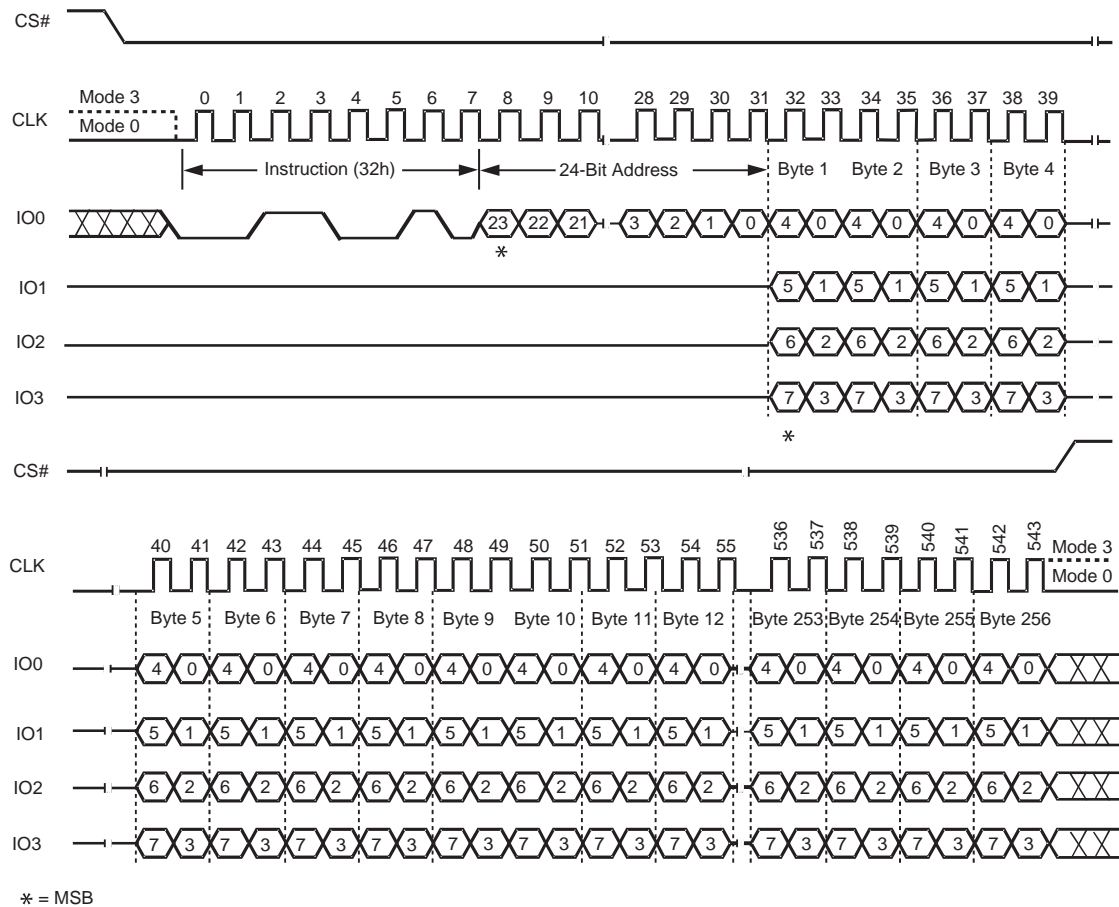 CS#
Mode 3
0 1 2 3 4 5 6 7 8 9 10 28 29 30 31 32 33 34 35 36 37 38 39
CLK
Mode 0
Instruction (32h) 24-Bit Address Byte 1 Byte 2 Byte 3 Byte 4
IO0 23 22 21 3 2 1 0 4 0 4 0 4 0 4 0
*
IO1 5 1 5 1 5 1 5 1
IO2 6 2 6 2 6 2 6 2
IO3 7 3 7 3 7 3 7 3
*
CS#
40 41 42 43 44 45 46 47 48 49 50 51 52 53 54 55 536 537 538 539 540 541 542 543 Mode 3
CLK
Mode 0
Byte 5 Byte 6 Byte 7 Byte 8 Byte 9 Byte 10 Byte 11 Byte 12 Byte 253 Byte 254 Byte 255 Byte 256
IO0 4 0 4 0 4 0 4 0 4 0 4 0 4 0 4 0 4 0 4 0 4 0 4 0
IO1 5 1 5 1 5 1 5 1 5 1 5 1 5 1 5 1 5 1 5 1 5 1 5 1
IO2 6 2 6 2 6 2 6 2 6 2 6 2 6 2 6 2 6 2 6 2 6 2 6 2
IO3 7 3 7 3 7 3 7 3 7 3 7 3 7 3 7 3 7 3 7 3 7 3 7 3
* = MSB